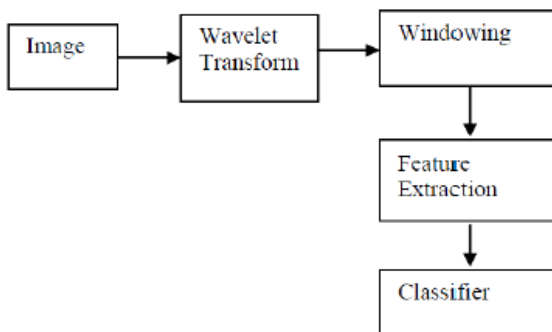 Image
Wavelet
Transform
Windowing
Feature
Extraction
Classifier